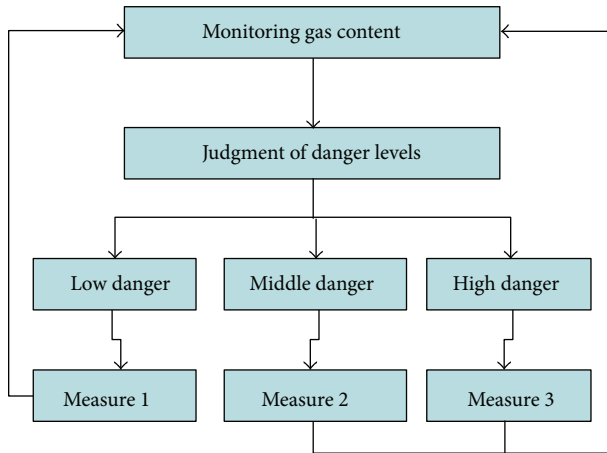 Monitoring gas content
Judgment of danger levels
Low danger
Middle danger
High danger
Measure 1
Measure 2
Measure 3